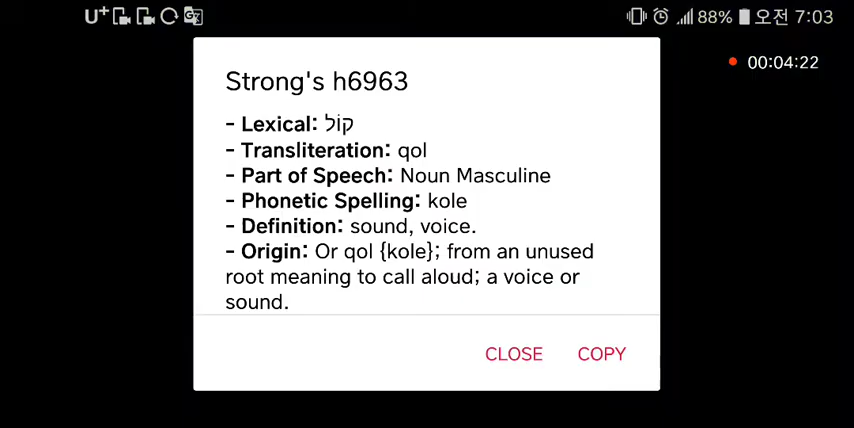 U+ 88% 오전 7:03
00:04:22
Strong's h6963
- Lexical: קוֹל
- Transliteration: qol
- Part of Speech: Noun Masculine
- Phonetic Spelling: kole
- Definition: sound, voice.
- Origin: Or qol {kole}; from an unused
root meaning to call aloud; a voice or
sound.
CLOSE COPY